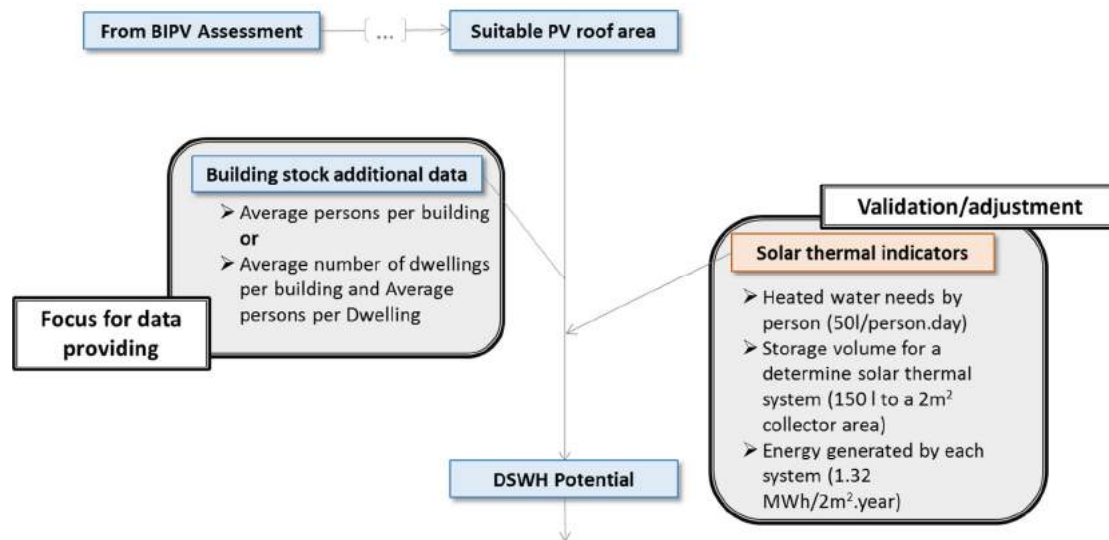 From BIPV Assessment
(...)
Suitable PV roof area
Building stock additional data
➢ Average persons per building
or
➢ Average number of dwellings
per building and Average
persons per Dwelling
Focus for data
providing
Validation/adjustment
Solar thermal indicators
➢ Heated water needs by
person (50l/person.day)
➢ Storage volume for a
determine solar thermal
system (150 l to a 2m²
collector area)
➢ Energy generated by each
system (1.32
MWh/2m².year)
DSWH Potential